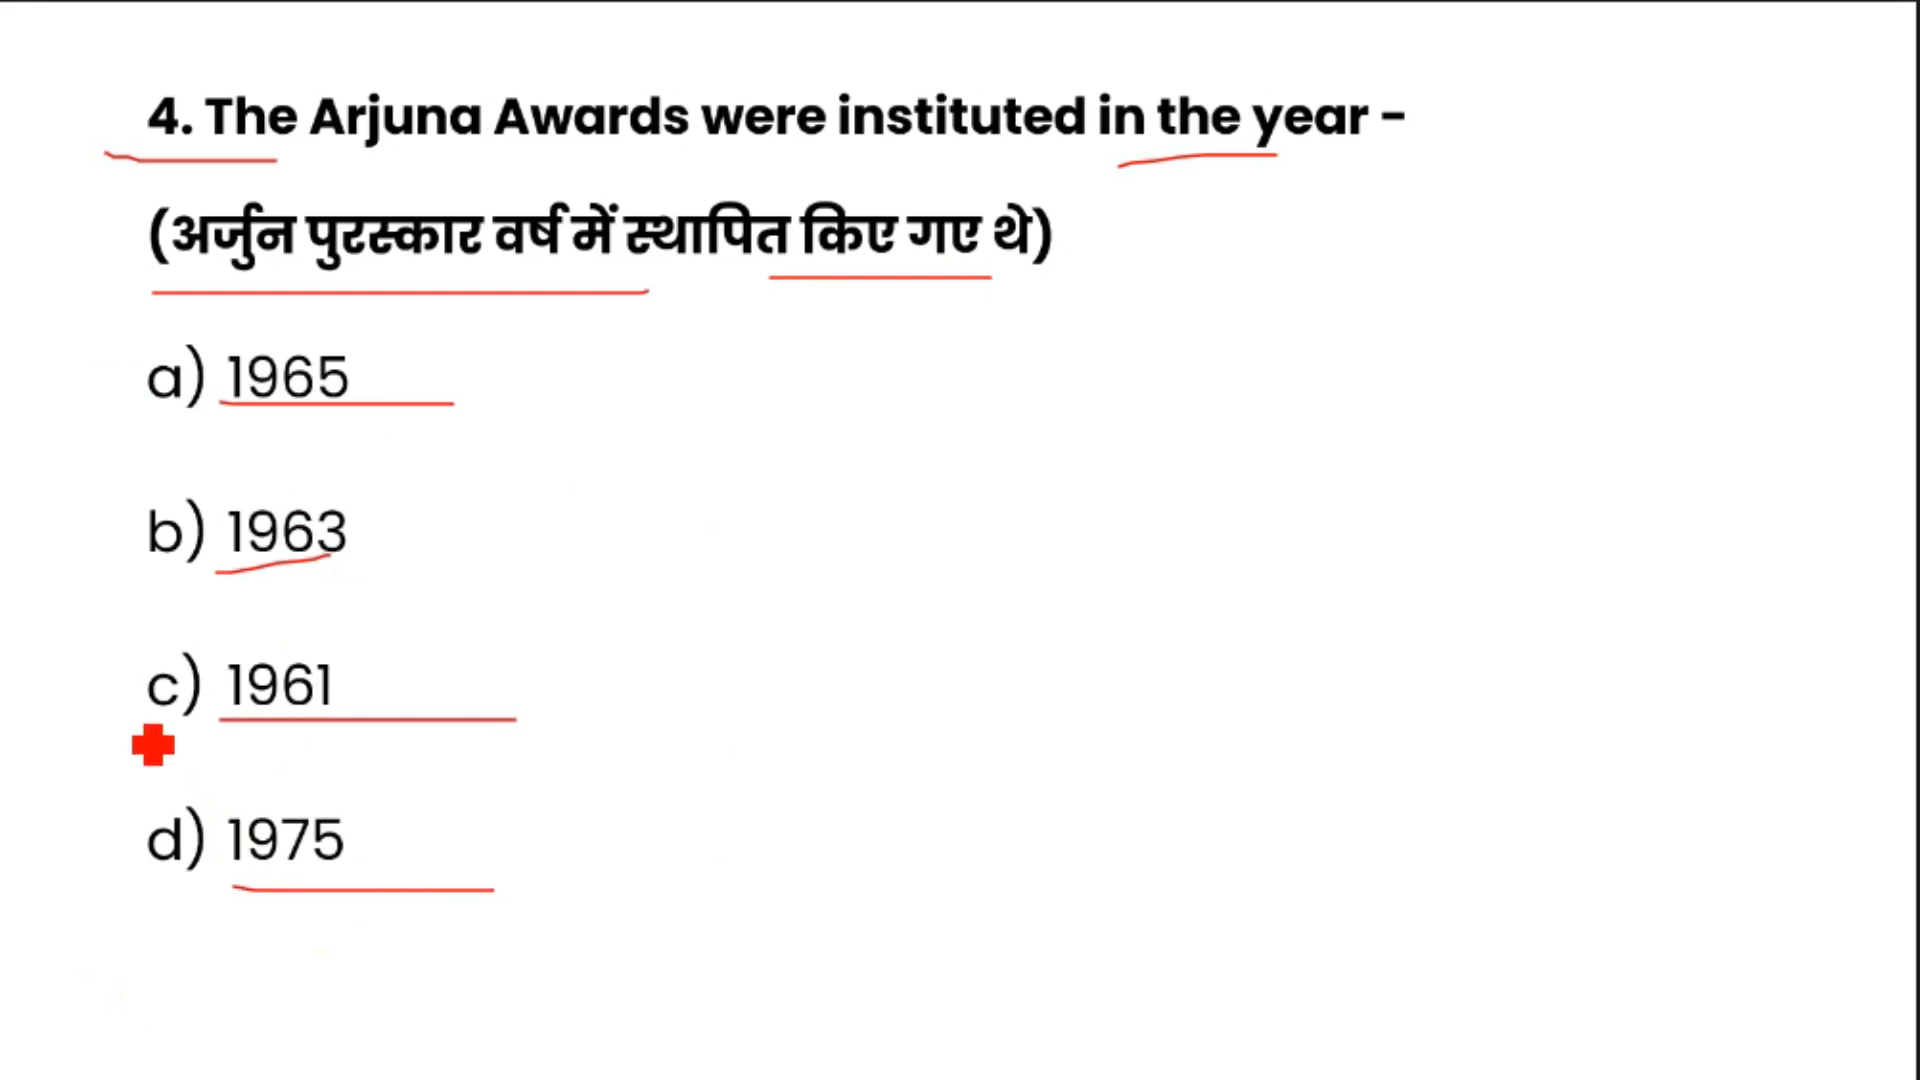 4. The Arjuna Awards were instituted in the year -
(अर्जुन पुरस्कार वर्ष में स्थापित किए गए थे)
a) 1965
b) 1963
c) 1961
d) 1975